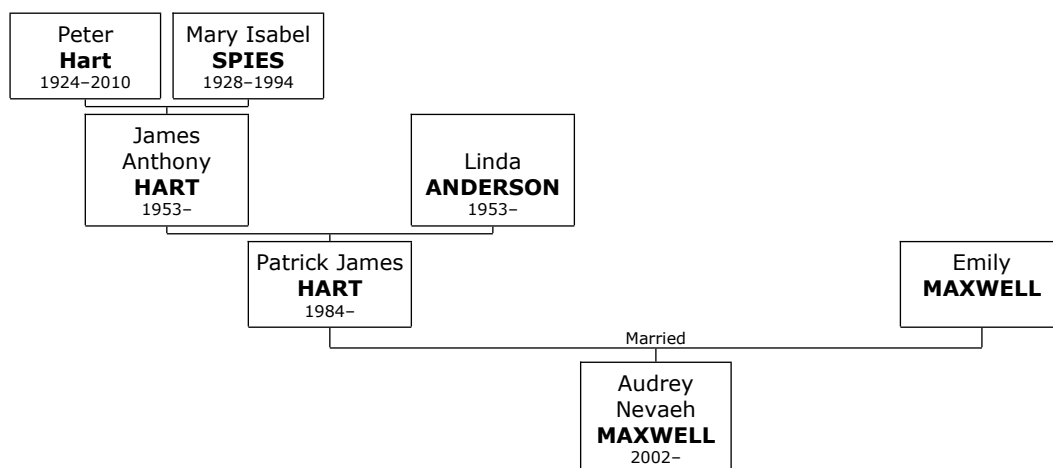 Peter
Hart
1924–2010
Mary Isabel
SPIES
1928–1994
James
Anthony
HART
1953–
Linda
ANDERSON
1953–
Patrick James
HART
1984–
Emily
MAXWELL
Married
Audrey
Nevaeh
MAXWELL
2002–